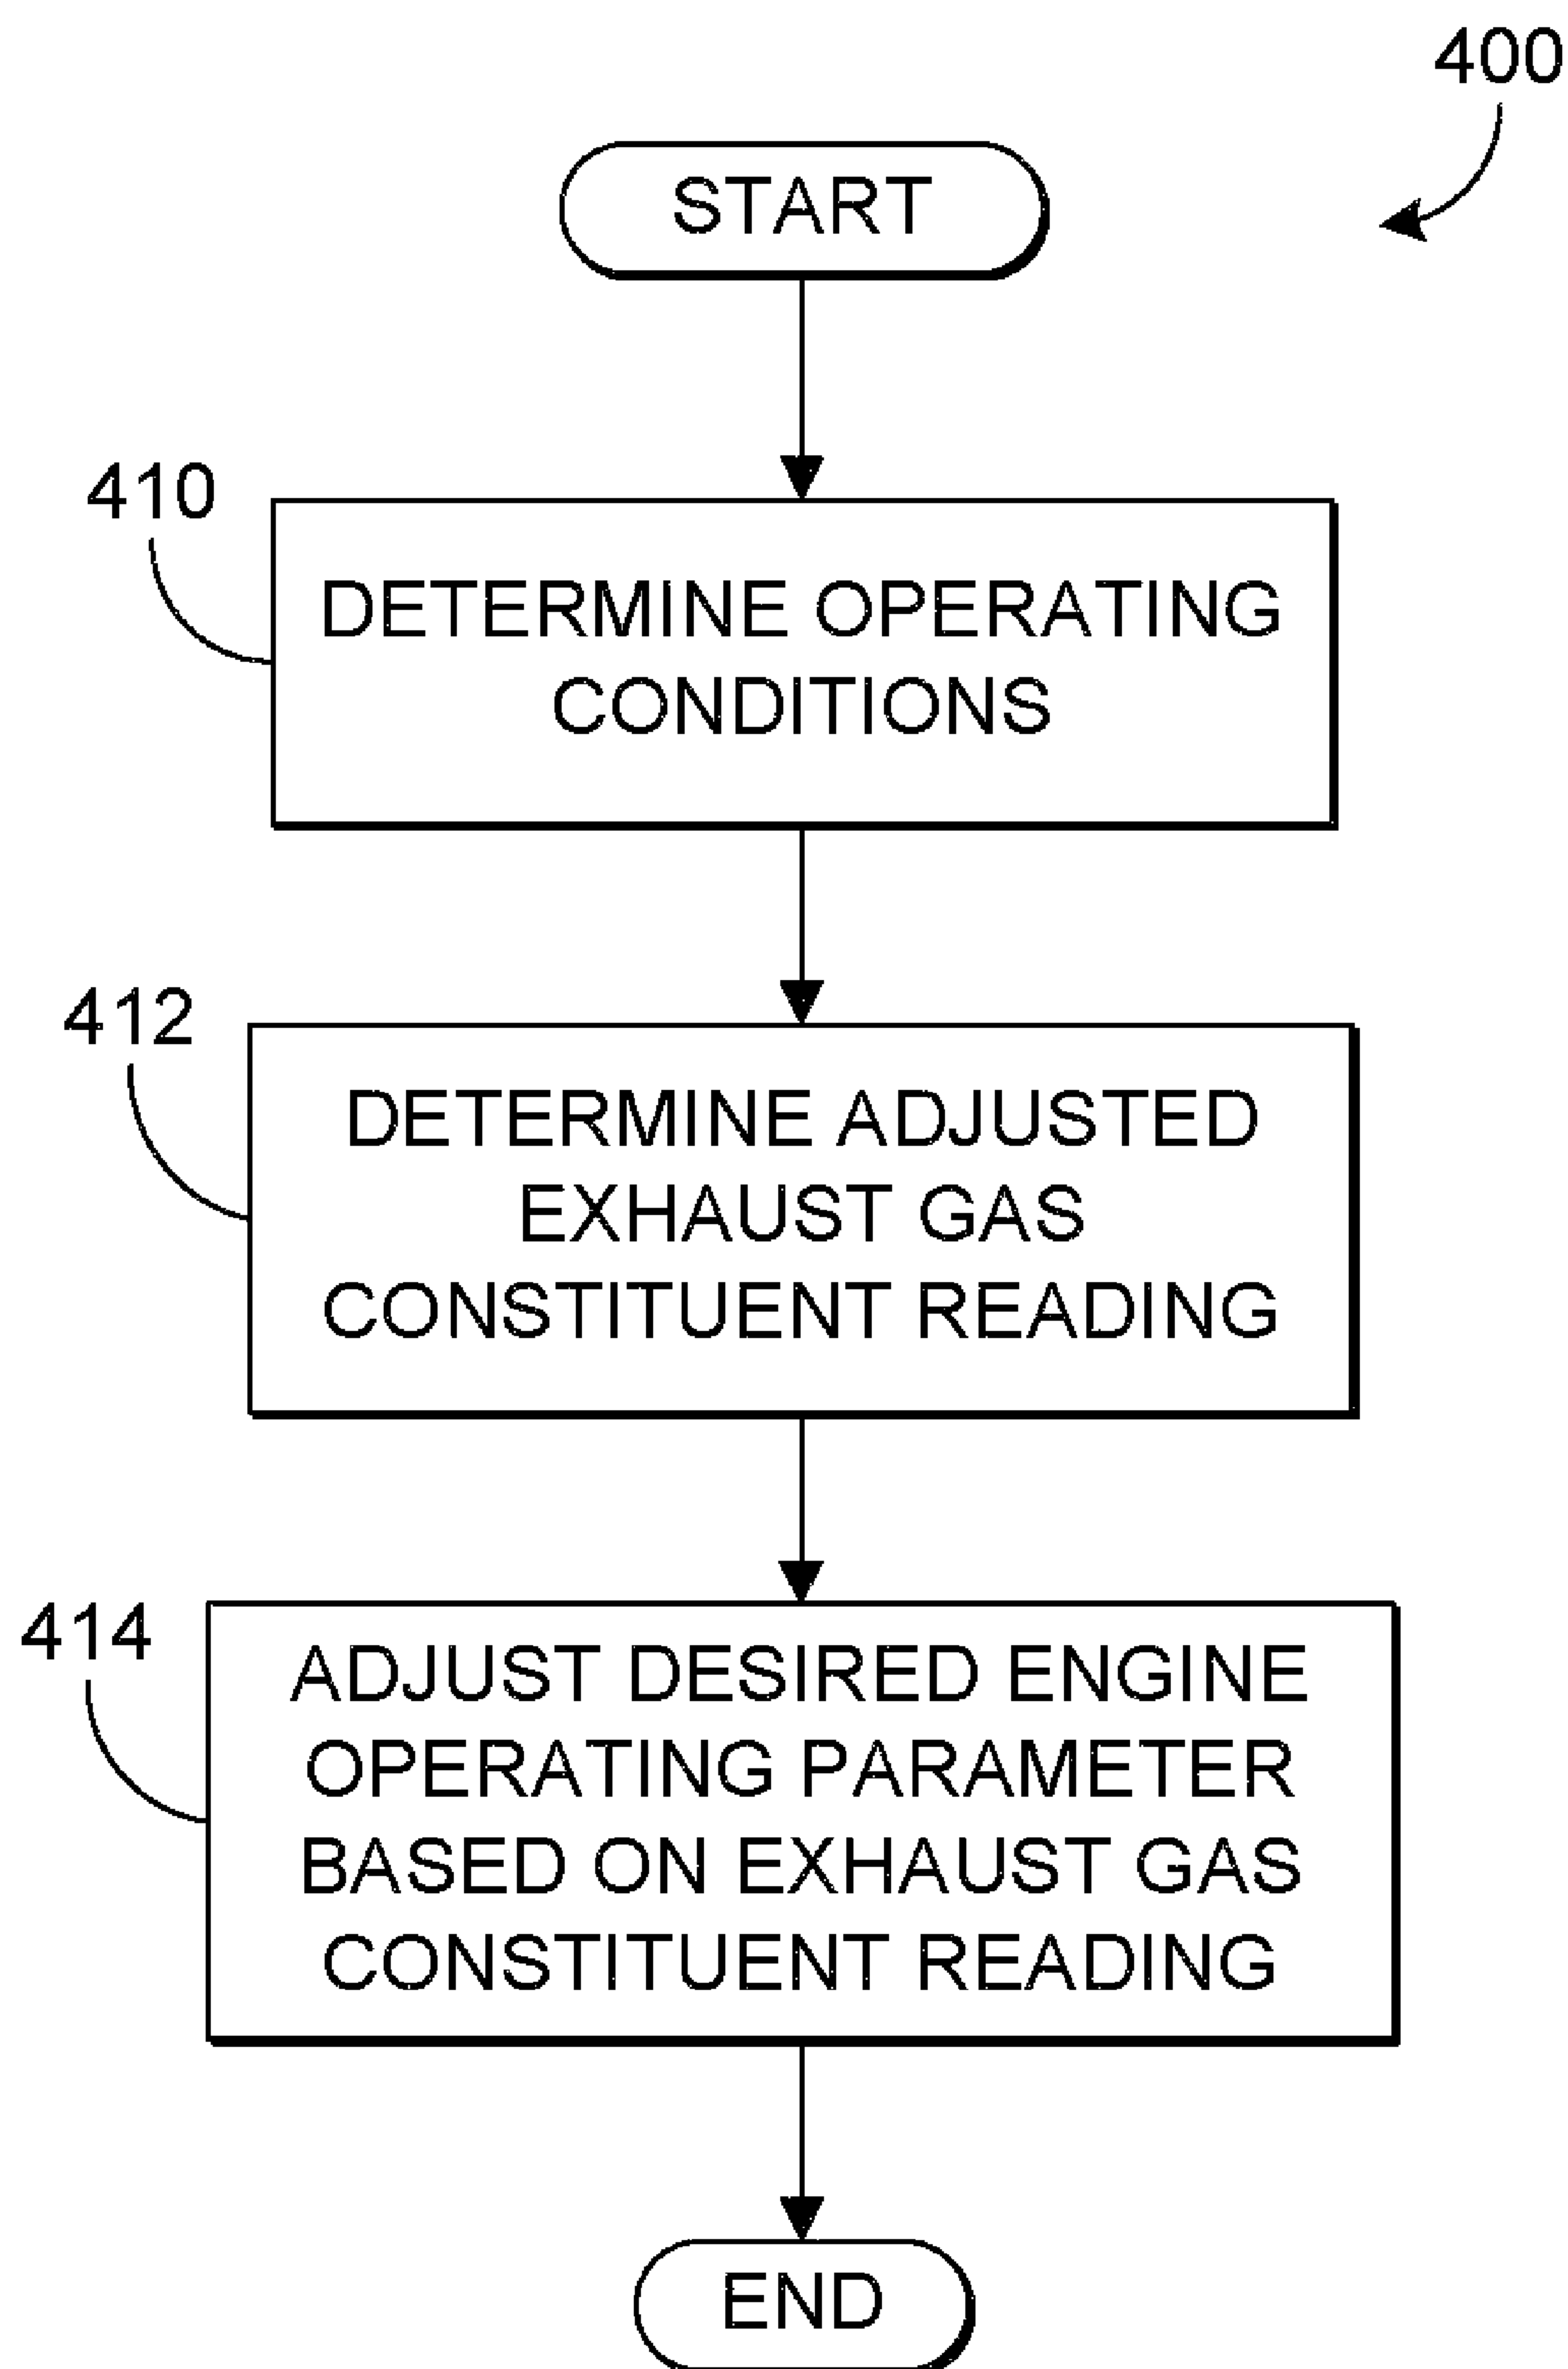 400
START
410
DETERMINE OPERATING
CONDITIONS
412
DETERMINE ADJUSTED
EXHAUST GAS
CONSTITUENT READING
414
ADJUST DESIRED ENGINE
OPERATING PARAMETER
BASED ON EXHAUST GAS
CONSTITUENT READING
END